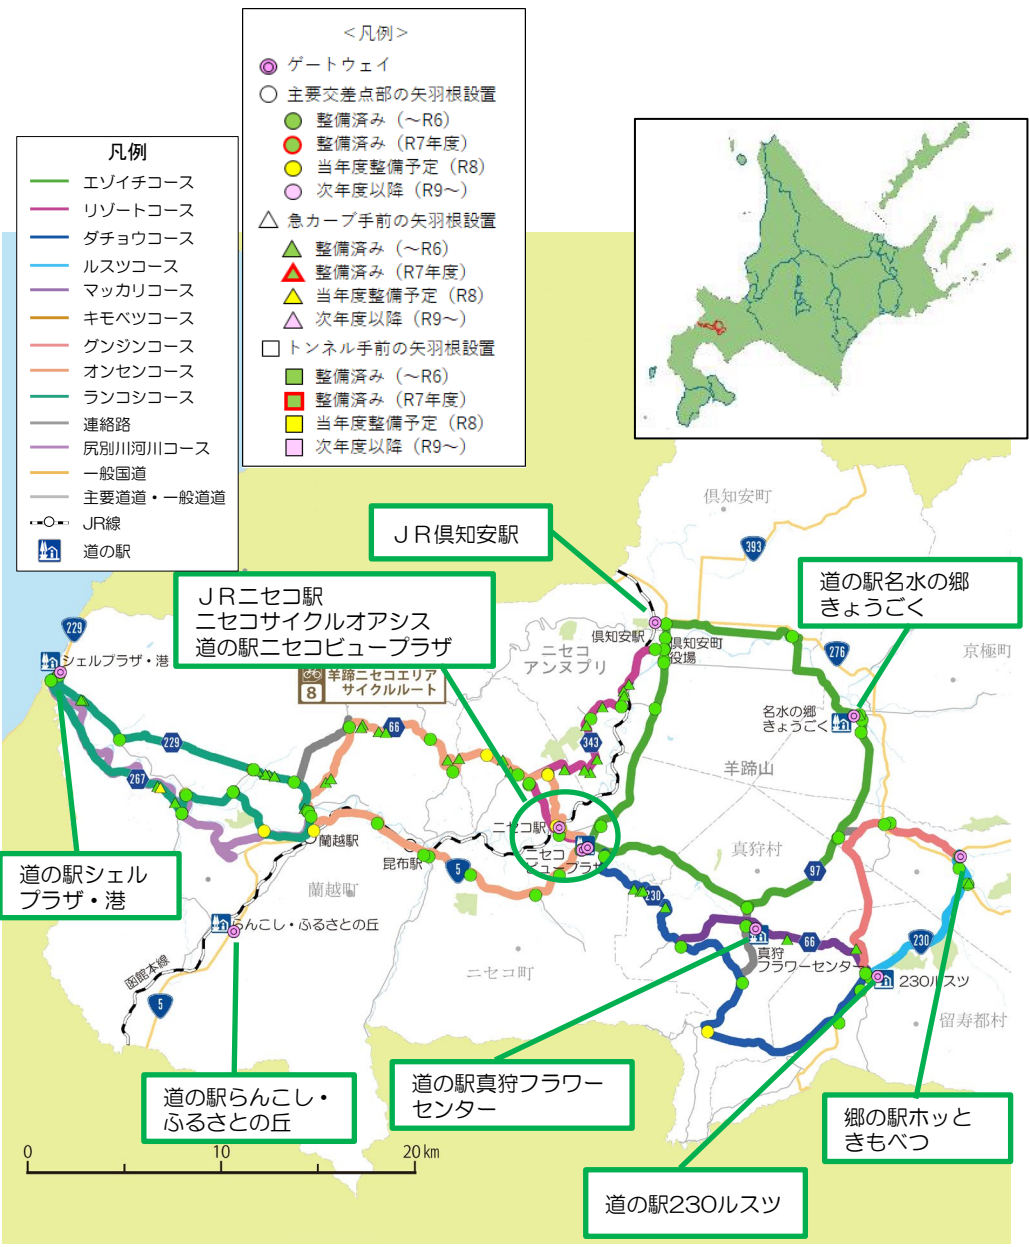 ＜凡例＞
ゲートウェイ
主要交差点部の矢羽根設置
整備済み（～R6）
整備済み（R7年度）
当年度整備予定（R8）
次年度以降（R9～）
急カーブ手前の矢羽根設置
整備済み（～R6）
整備済み（R7年度）
当年度整備予定（R8）
次年度以降（R9～）
トンネル手前の矢羽根設置
整備済み（～R6）
整備済み（R7年度）
当年度整備予定（R8）
次年度以降（R9～）
凡例
エゾイチコース
リゾートコース
ダチョウコース
ルスツコース
マッカリコース
キモベツコース
グンジンコース
オンセンコース
ランコシコース
連絡路
尻別川河川コース
一般国道
主要道道・一般道道
JR線
道の駅
倶知安町
ＪＲ倶知安駅
393
道の駅名水の郷
きょうごく
ＪＲニセコ駅
ニセコサイクルオアシス
道の駅ニセコビュープラザ
229
倶知安駅
倶知安町
役場
ニセコ
アンヌプリ
276
京極町
シェルプラザ・港
8
羊蹄ニセコエリア
サイクルルート
名水の郷
きょうごく
66
229
343
羊蹄山
267
ニセコ駅
蘭越駅
昆布駅
ニセコ
ビュープラザ
真狩村
97
5
道の駅シェル
プラザ・港
蘭越町
230
らんこし・ふるさとの丘
66
230
真狩
フラワーセンター
函館本線
ニセコ町
230ルスツ
5
留寿都村
道の駅らんこし・
ふるさとの丘
道の駅真狩フラワー
センター
郷の駅ホッと
きもべつ
0
10
20 km
道の駅230ルスツ